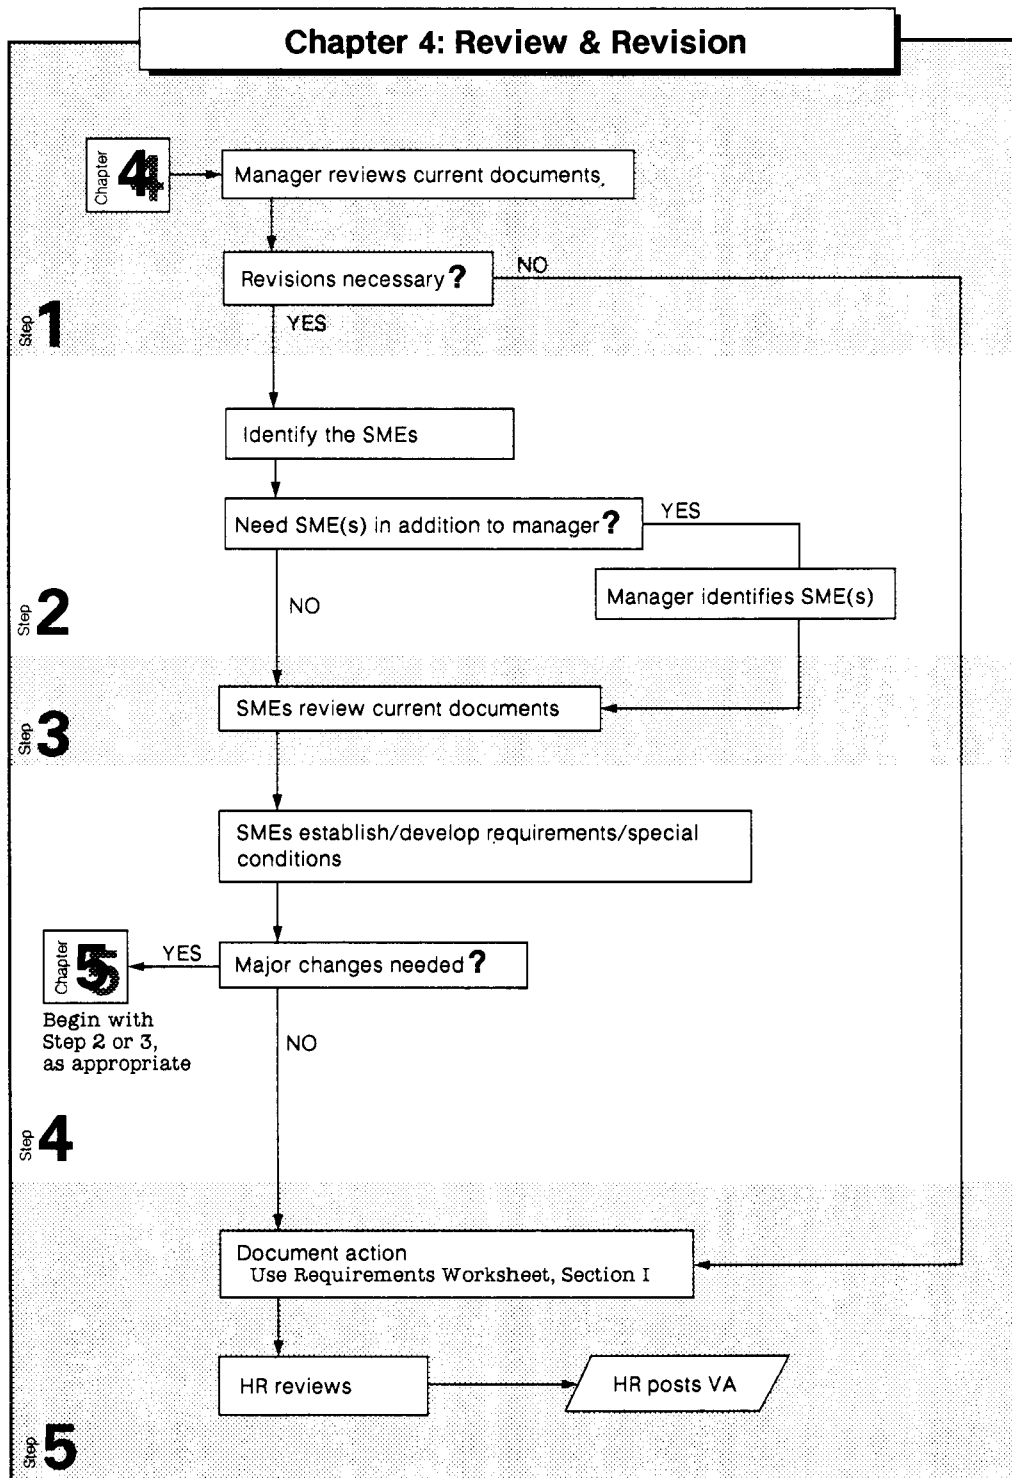 Chapter 4: Review & Revision
Chapter 4
Manager reviews current documents.
Revisions necessary?
NO
YES
Step 1
Identify the SMEs
Need SME(s) in addition to manager?
YES
Manager identifies SME(s)
NO
Step 2
SMEs review current documents
Step 3
SMEs establish/develop requirements/special
conditions
Major changes needed?
YES
Chapter 5
Begin with
Step 2 or 3,
as appropriate
NO
Step 4
Document action
Use Requirements Worksheet, Section I
HR reviews
HR posts VA
Step 5